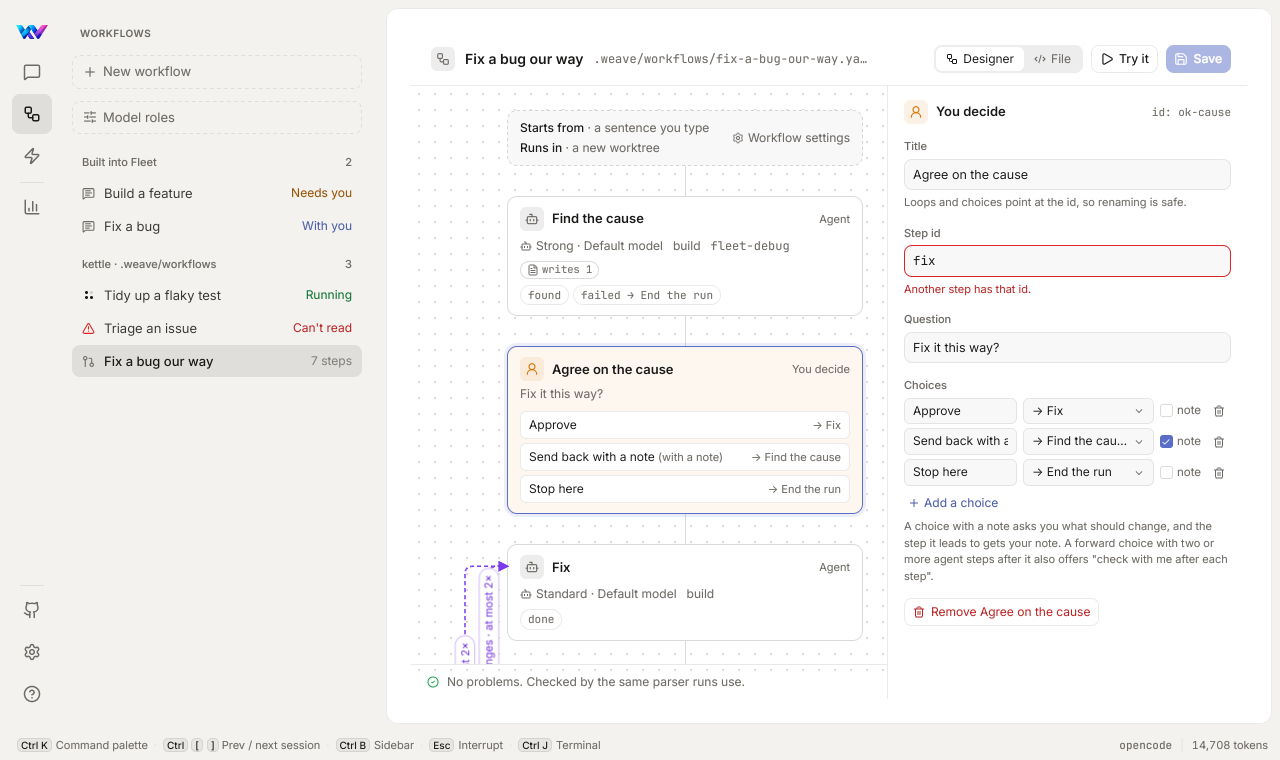 WORKFLOWS
New workflow
Model roles
Built into Fleet 2
Build a feature Needs you
Fix a bug With you
kettle · .weave/workflows 3
Tidy up a flaky test Running
Triage an issue Can't read
Fix a bug our way 7 steps
Fix a bug our way .weave/workflows/fix-a-bug-our-way.ya…
Designer
File
Try it
Save
Starts from · a sentence you type
Runs in · a new worktree
Workflow settings
Find the cause Agent
Strong · Default model build fleet-debug
writes 1
found failed → End the run
Agree on the cause You decide
Fix it this way?
Approve → Fix
Send back with a note (with a note) → Find the cause
Stop here → End the run
Fix Agent
Standard · Default model build
done
nges · at most 2×
t 2×
No problems. Checked by the same parser runs use.
You decide id: ok-cause
Title
Agree on the cause
Loops and choices point at the id, so renaming is safe.
Step id
fix
Another step has that id.
Question
Fix it this way?
Choices
Approve → Fix note
Send back with a → Find the cau... note
Stop here → End the run note
+ Add a choice
A choice with a note asks you what should change, and the
step it leads to gets your note. A forward choice with two or
more agent steps after it also offers "check with me after each
step".
Remove Agree on the cause
Ctrl K Command palette Ctrl [ ] Prev / next session Ctrl B Sidebar Esc Interrupt Ctrl J Terminal
opencode 14,708 tokens